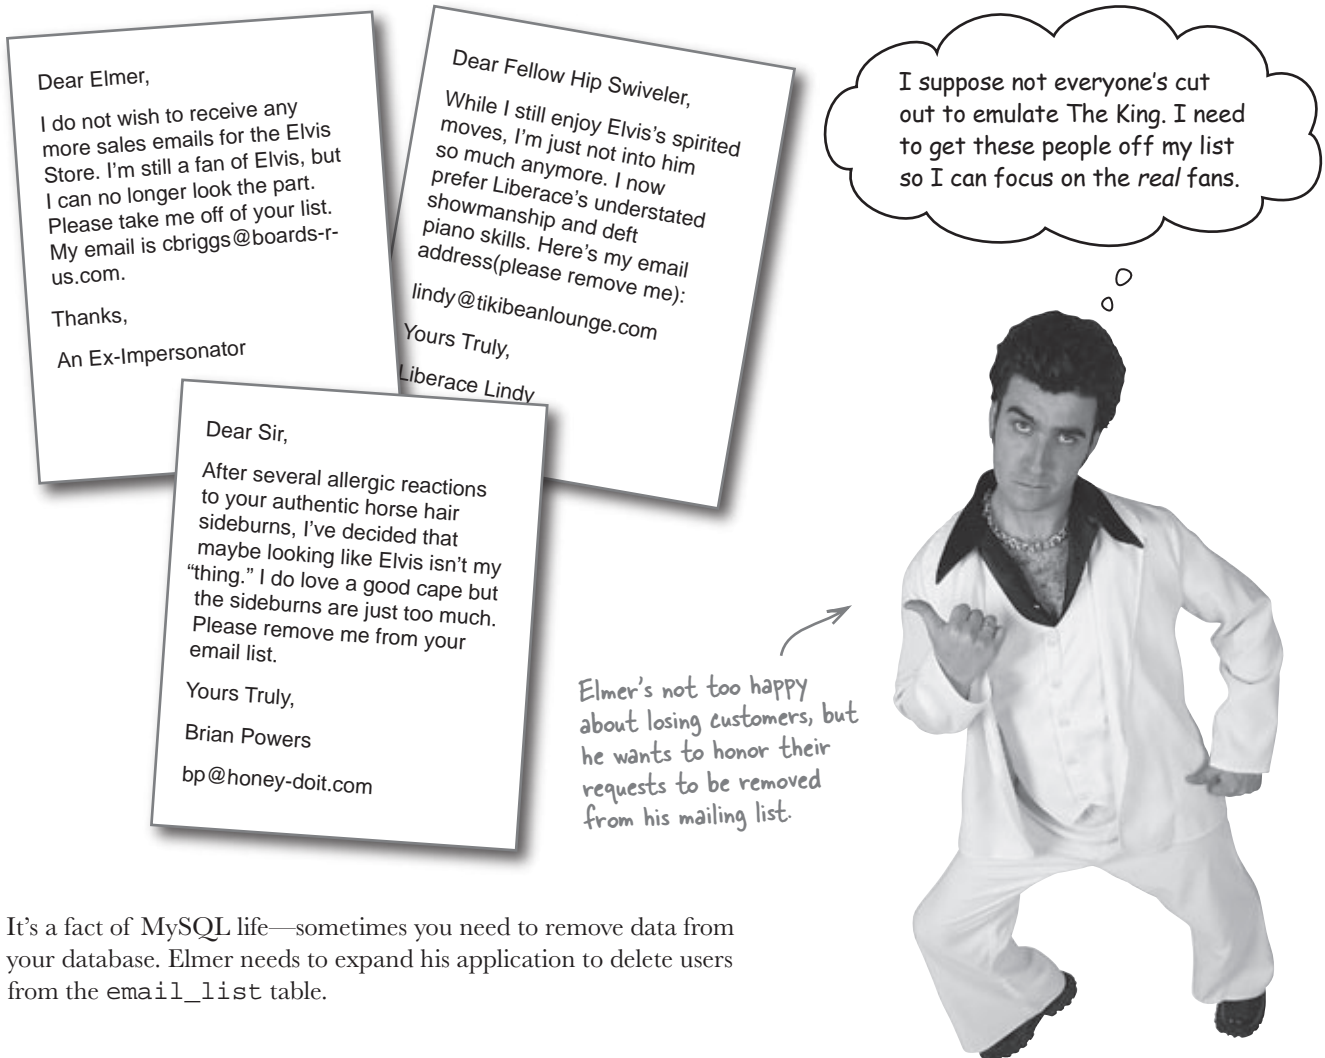 Dear Elmer,
I do not wish to receive any
more sales emails for the Elvis
Store. I'm still a fan of Elvis, but
I can no longer look the part.
Please take me off of your list.
My email is cbriggs@boards-r-
us.com.
Thanks,
An Ex-Impersonator
Dear Fellow Hip Swiveler,
While I still enjoy Elvis's spirited
moves, I'm just not into him
so much anymore. I now
prefer Liberace's understated
showmanship and deft
piano skills. Here's my email
address(please remove me):
lindy@tikibeanlounge.com
Yours Truly,
Liberace Lindy
I suppose not everyone's cut
out to emulate The King. I need
to get these people off my list
so I can focus on the real fans.
Dear Sir,
After several allergic reactions
to your authentic horse hair
sideburns, I've decided that
maybe looking like Elvis isn't my
“thing.” I do love a good cape but
the sideburns are just too much.
Please remove me from your
email list.
Yours Truly,
Brian Powers
bp@honey-doit.com
Elmer's not too happy
about losing customers, but
he wants to honor their
requests to be removed
from his mailing list.
It's a fact of MySQL life—sometimes you need to remove data from
your database. Elmer needs to expand his application to delete users
from the email_list table.